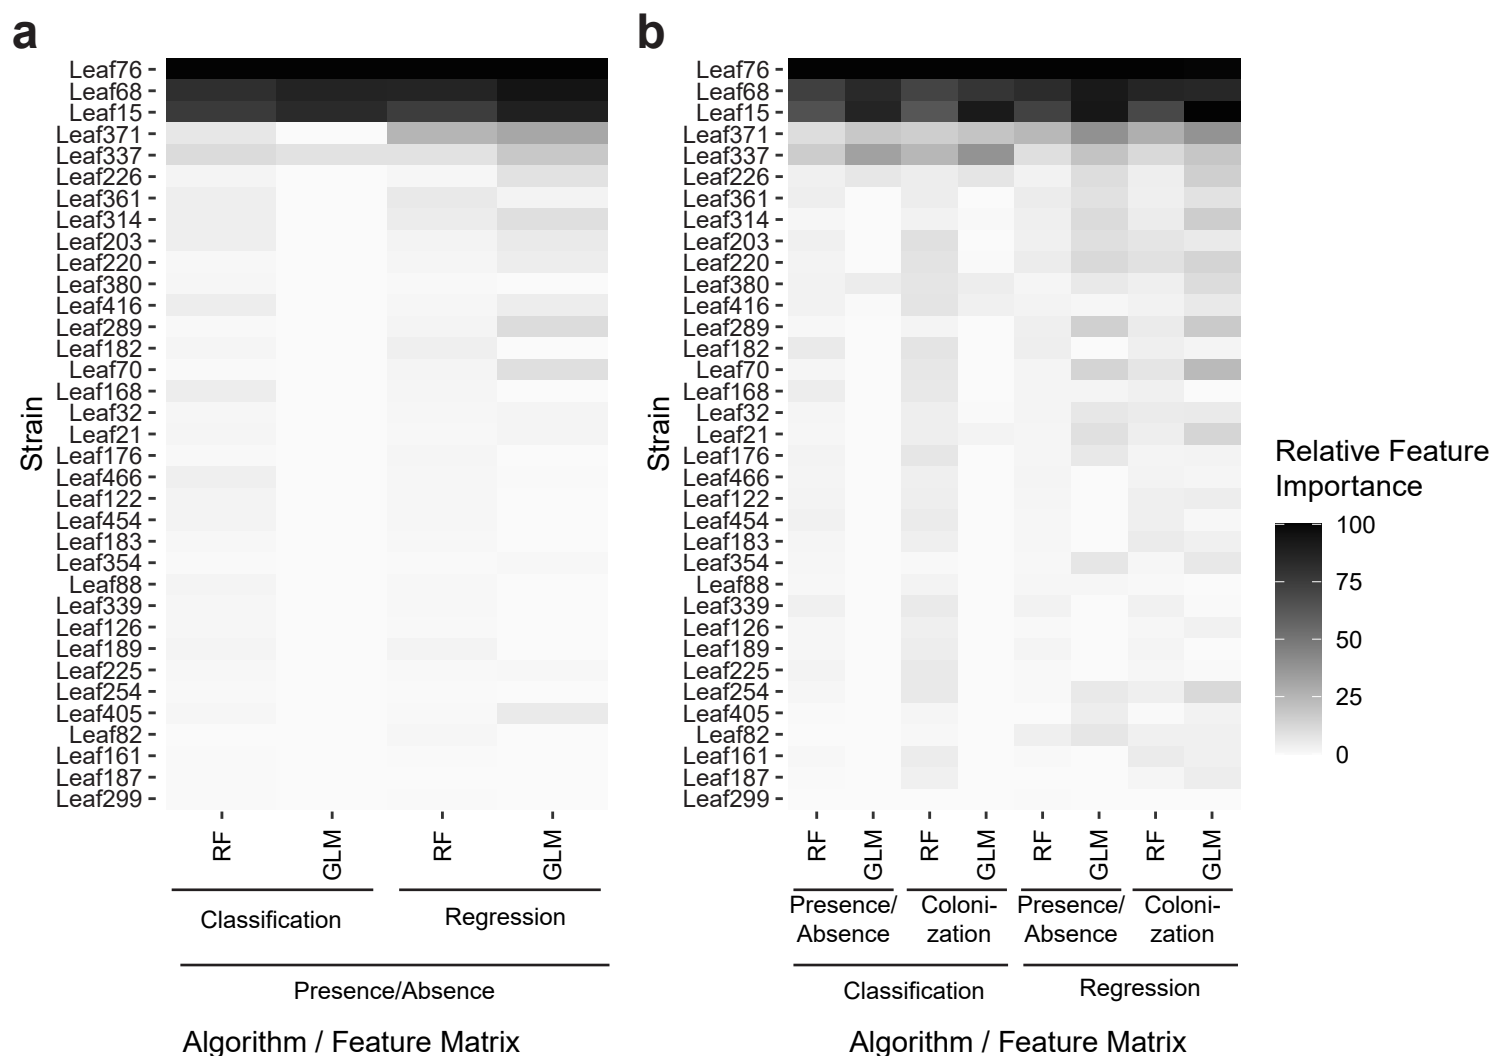 a
Leaf76
Leaf68
Leaf15
Leaf371
Leaf337
Leaf226
Leaf361
Leaf314
Leaf203
Leaf220
Leaf380
Leaf416
Leaf289
Leaf182
Leaf70
Leaf168
Leaf32
Leaf21
Leaf176
Leaf466
Leaf122
Leaf454
Leaf183
Leaf354
Leaf88
Leaf339
Leaf126
Leaf189
Leaf225
Leaf254
Leaf405
Leaf82
Leaf161
Leaf187
Leaf299
Strain
RF GLM RF GLM
Classification Regression
Presence/Absence
Algorithm / Feature Matrix
b
Leaf76
Leaf68
Leaf15
Leaf371
Leaf337
Leaf226
Leaf361
Leaf314
Leaf203
Leaf220
Leaf380
Leaf416
Leaf289
Leaf182
Leaf70
Leaf168
Leaf32
Leaf21
Leaf176
Leaf466
Leaf122
Leaf454
Leaf183
Leaf354
Leaf88
Leaf339
Leaf126
Leaf189
Leaf225
Leaf254
Leaf405
Leaf82
Leaf161
Leaf187
Leaf299
Strain
RF GLM RF GLM RF GLM RF GLM
Presence/ Coloni- Presence/ Coloni-
Absence zation Absence zation
Classification Regression
Algorithm / Feature Matrix
Relative Feature
Importance
100
75
50
25
0